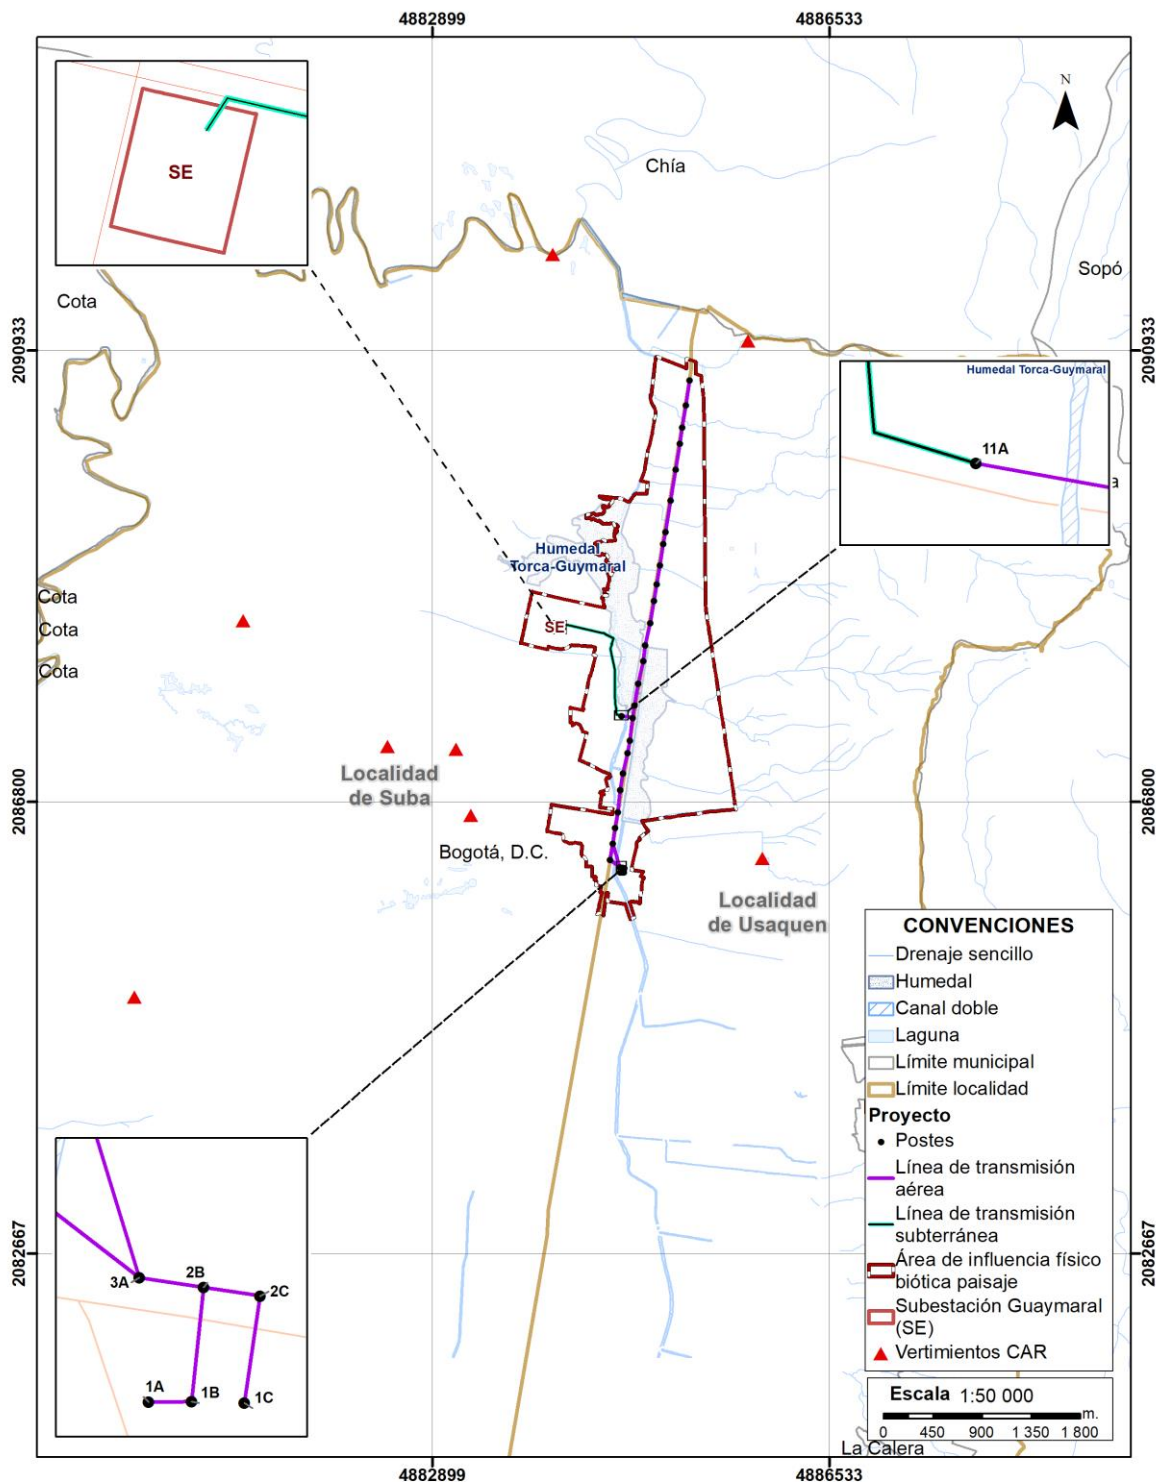 4882899
4886533
N
SE
Chía
Sopó
Cota
2090933
2090933
Humedal Torca-Guymaral
11A
a
Humedal
Torca-Guymaral
SE
Cota
Cota
Cota
Localidad
de Suba
2086800
2086800
Bogotá, D.C.
Localidad
de Usaquen
CONVENCIONES
Drenaje sencillo
Humedal
Canal doble
Laguna
Límite municipal
Límite localidad
Proyecto
Postes
Línea de transmisión
aérea
Línea de transmisión
subterránea
Área de influencia físico
biótica paisaje
Subestación Guaymaral
(SE)
Vertimientos CAR
2082667
2082667
3A
2B
2C
1A
1B
1C
Escala 1:50 000
m.
0 450 900 1 350 1 800
La Calera
4882899
4886533